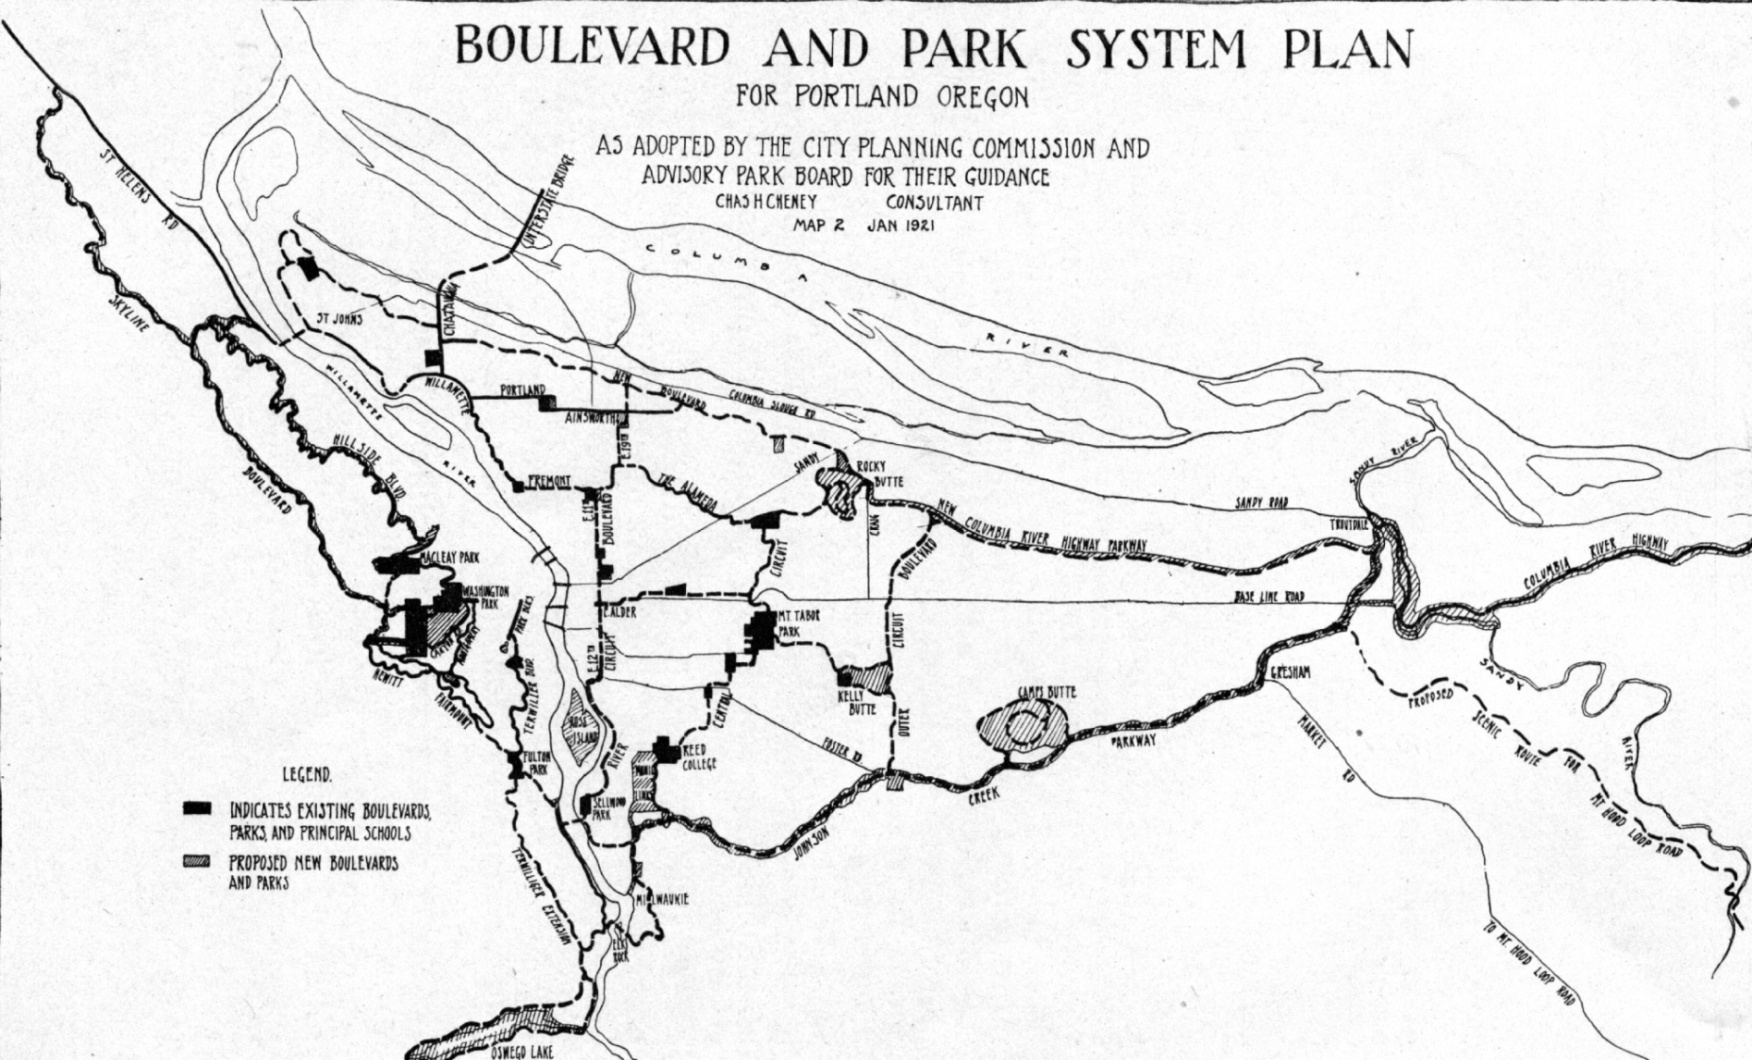 BOULEVARD AND PARK SYSTEM PLAN
FOR PORTLAND OREGON
AS ADOPTED BY THE CITY PLANNING COMMISSION AND
ADVISORY PARK BOARD FOR THEIR GUIDANCE
CHAS H CHENEY CONSULTANT
MAP 2 JAN 1921
INTERSTATE BRIDGE
COLUMBIA
RIVER
ST HELENS RD
SKYLINE
BOULEVARD
ST JOHNS
WILLAMETTE
RIVER
WILLAMETTE
PORTLAND
AINSWORTH
NEW
BOULEVARD
COLUMBIA SLOUGH RD
E. 19TH
HILLSIDE
BLVD
FREMONT
THE ALAMEDA
SANDY
ROCKY
BUTTE
CRAIG
NEW
COLUMBIA RIVER HIGHWAY PARKWAY
SANDY ROAD
SANDY RIVER
TROUTDALE
COLUMBIA RIVER HIGHWAY
BASE LINE ROAD
BOULEVARD
CIRCUIT
BOULEVARD
CIRCUIT
OUTER
MACLEAY PARK
WASHINGTON
PARK
HEWITT
FAIRMOUNT
E. ALDER
E. 12TH
CIRCUIT
MT. TABOR
PARK
KELLY
BUTTE
CENTRAL
FOSTER RD
CAMPS BUTTE
PARKWAY
GRESHAM
MARKET
RD
PROPOSED
SCENIC ROUTE FOR
MT HOOD LOOP ROAD
SANDY
RIVER
TO MT. HOOD LOOP ROAD
ROSS
ISLAND
RIVER
REED
COLLEGE
FULTON
PARK
SELLWOOD
PARK
JOHNSON
CREEK
TERWILLIGER EXTENSION
MILWAUKIE
ELK
ROCK
OSWEGO LAKE
LEGEND.
INDICATES EXISTING BOULEVARDS,
PARKS, AND PRINCIPAL SCHOOLS
PROPOSED NEW BOULEVARDS
AND PARKS